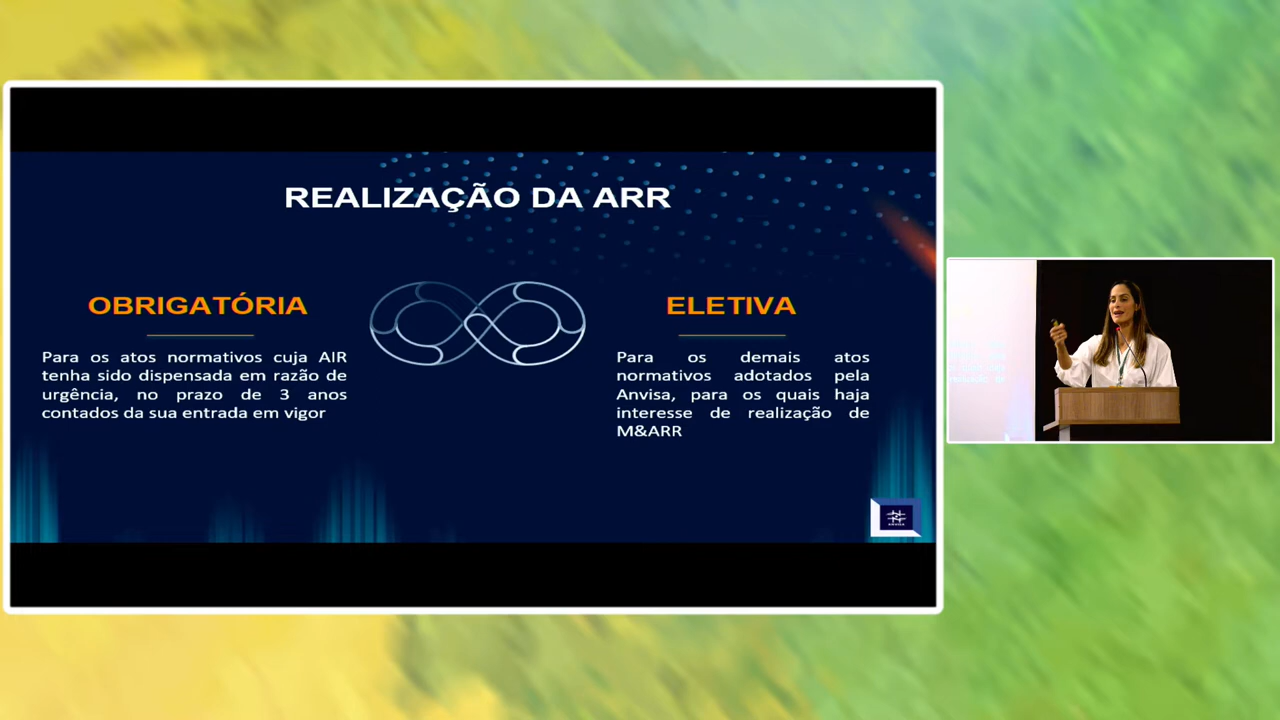 REALIZAÇÃO DA ARR
OBRIGATÓRIA
Para os atos normativos cuja AIR
tenha sido dispensada em razão de
urgência, no prazo de 3 anos
contados da sua entrada em vigor
ELETIVA
Para os demais atos
normativos adotados pela
Anvisa, para os quais haja
interesse de realização de
M&ARR